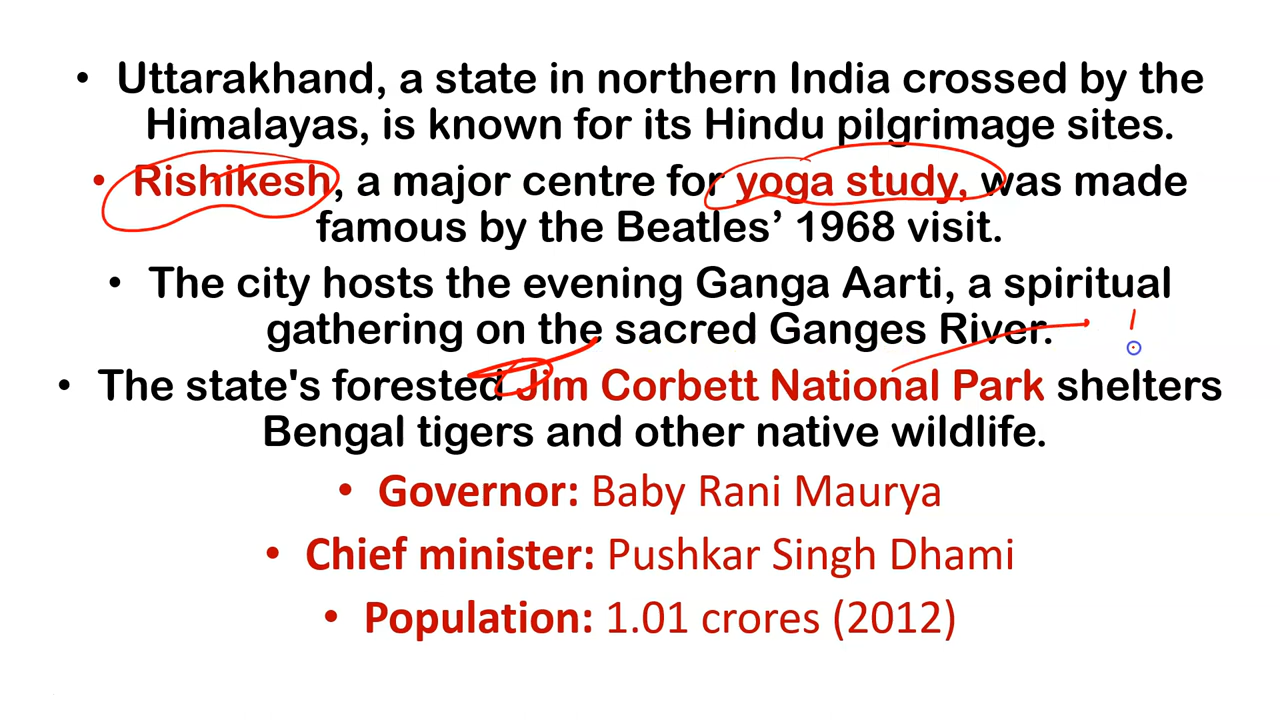 • Uttarakhand, a state in northern India crossed by the
Himalayas, is known for its Hindu pilgrimage sites.
• Rishikesh, a major centre for yoga study, was made
famous by the Beatles’ 1968 visit.
• The city hosts the evening Ganga Aarti, a spiritual
gathering on the sacred Ganges River.
• The state's forested Jim Corbett National Park shelters
Bengal tigers and other native wildlife.
• Governor: Baby Rani Maurya
• Chief minister: Pushkar Singh Dhami
• Population: 1.01 crores (2012)